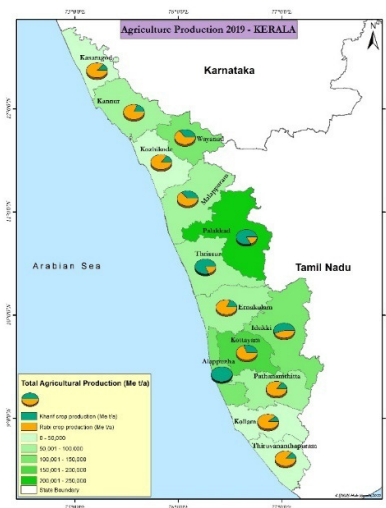 Agriculture Production 2019 - KERALA
N
Kasaragod
Karnataka
Kannur
Wayanad
Kozhikode
Malappuram
Palakkad
Thrissur
Arabian Sea
Tamil Nadu
Ernakulam
Idukki
Kottayam
Alappuzha
Pathanamthitta
Kollam
Thiruvananthapuram
Total Agricultural Production (Me t/a)
Kharif crop production (Me t/a)
Rabi crop production (Me t/a)
0 - 50,000
50,001 - 100,000
100,001 - 150,000
150,001 - 200,000
200,001 - 250,000
State Boundary